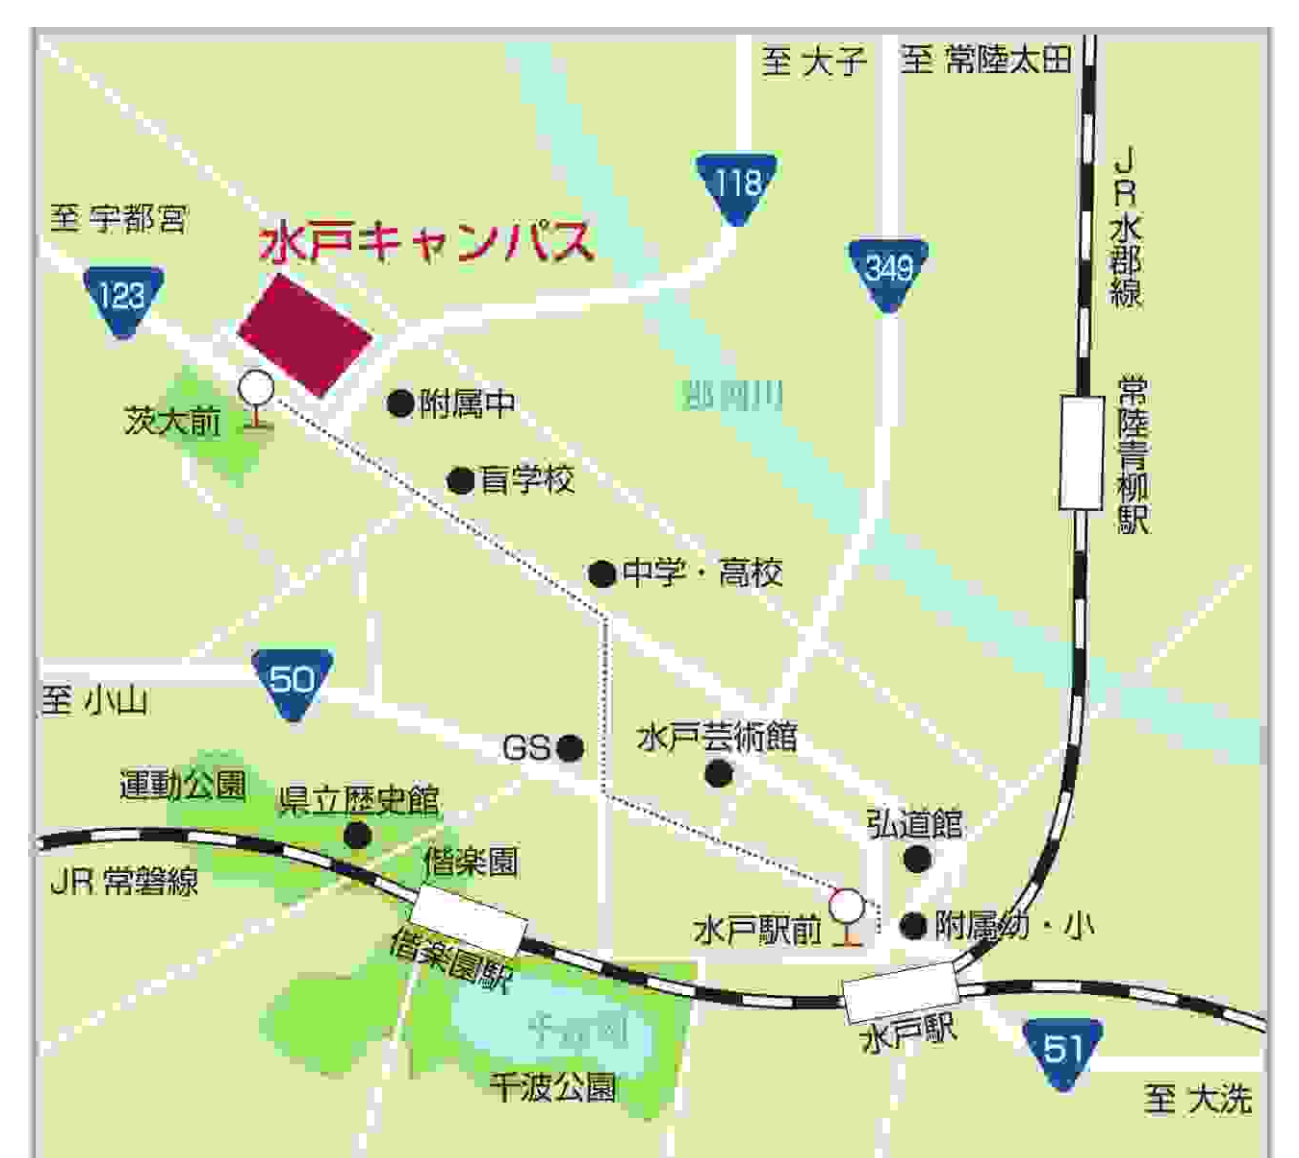 至 大子
至 常陸太田
JR水郡線
118
至 宇都宮
水戸キャンパス
123
349
那珂川
常陸青柳駅
茨大前
附属中
盲学校
中学・高校
50
至 小山
GS
水戸芸術館
運動公園
県立歴史館
弘道館
JR 常磐線
偕楽園
水戸駅前
附属幼・小
偕楽園駅
水戸駅
51
千波公園
至 大洗